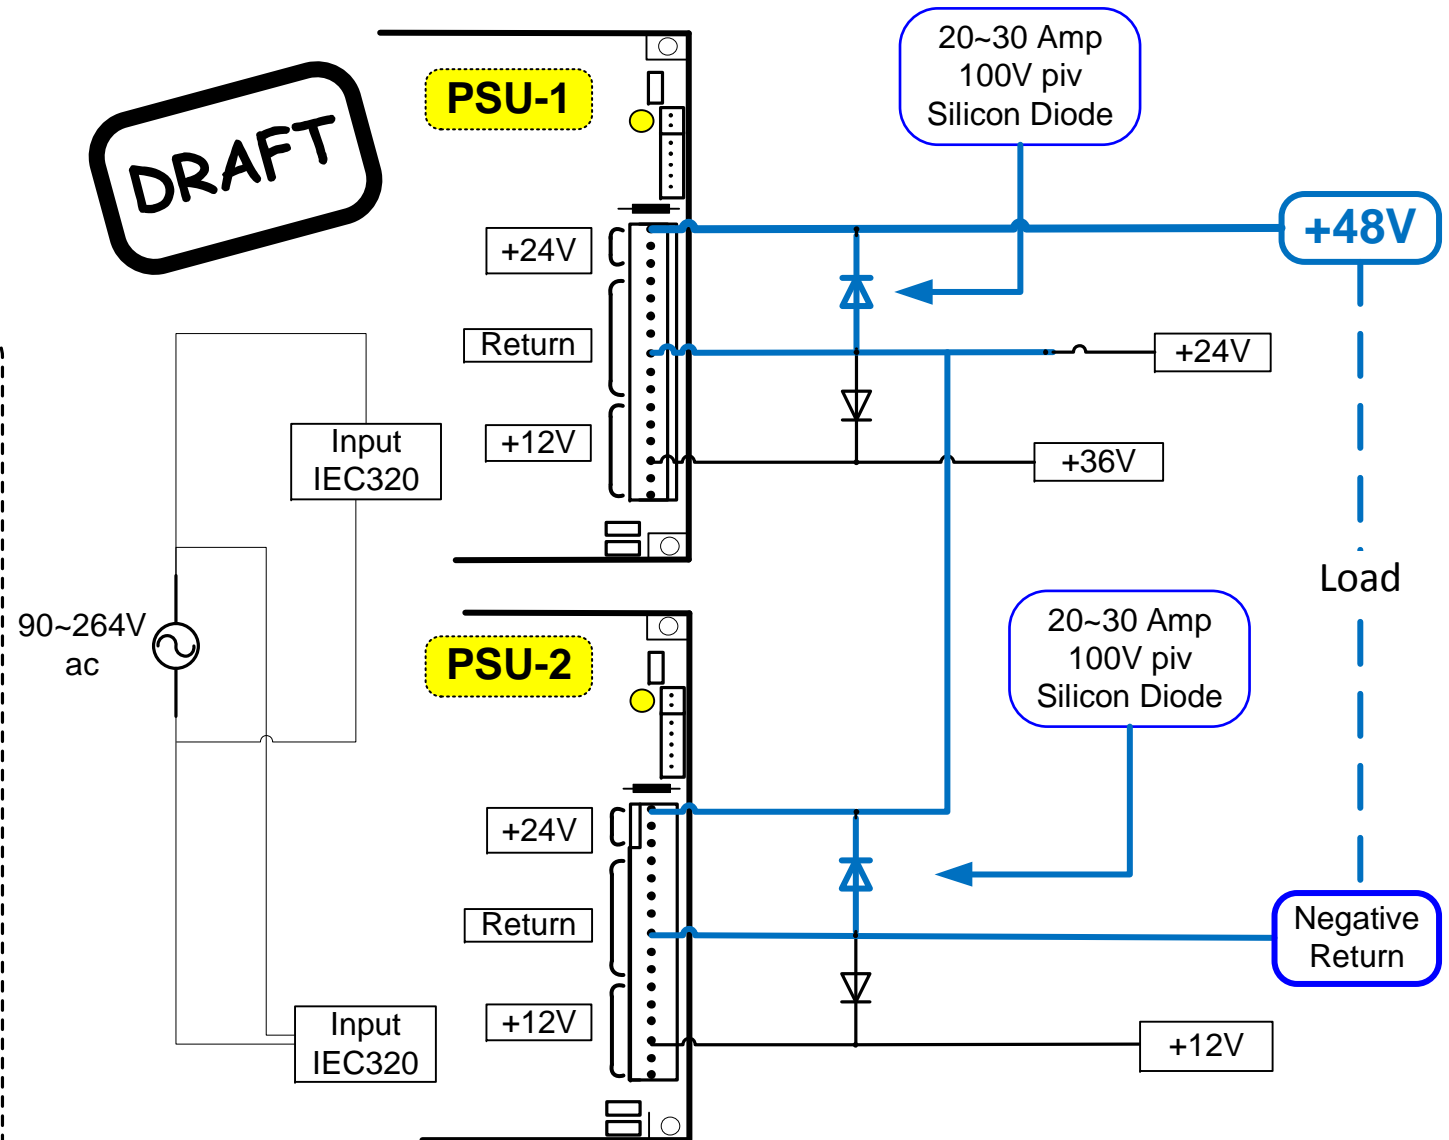 20~30 Amp
100V piv
Silicon Diode
PSU-1
DRAFT
+48V
+24V
Return
+24V
Input
IEC320
+12V
+36V
Load
90~264V
ac
PSU-2
20~30 Amp
100V piv
Silicon Diode
+24V
Return
Negative
Return
Input
IEC320
+12V
+12V